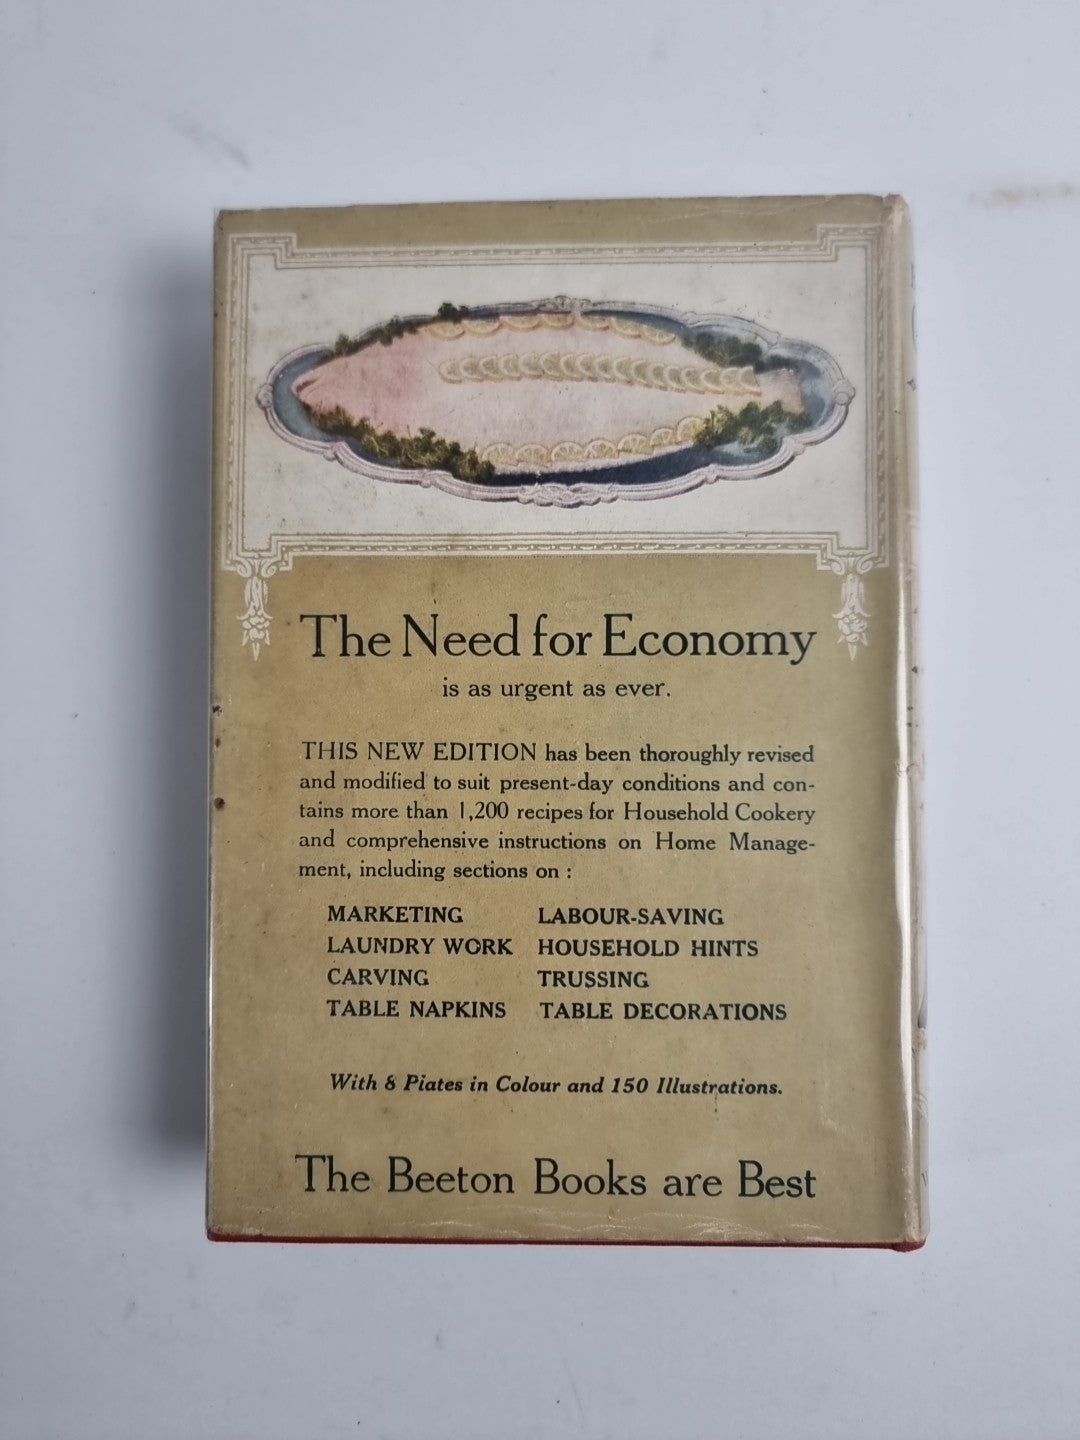 The Need for Economy
is as urgent as ever.
THIS NEW EDITION has been thoroughly revised
and modified to suit present-day conditions and con-
tains more than 1,200 recipes for Household Cookery
and comprehensive instructions on Home Manage-
ment, including sections on :
MARKETING LABOUR-SAVING
LAUNDRY WORK HOUSEHOLD HINTS
CARVING TRUSSING
TABLE NAPKINS TABLE DECORATIONS
With 8 Plates in Colour and 150 Illustrations.
The Beeton Books are Best